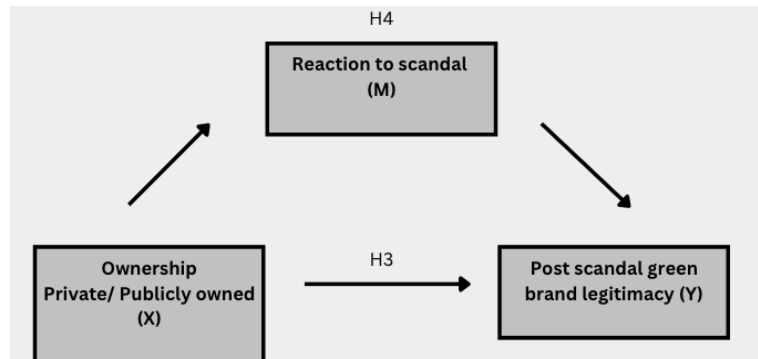 H4
Reaction to scandal
(M)
H3
Ownership
Private/ Publicly owned
(X)
Post scandal green
brand legitimacy (Y)